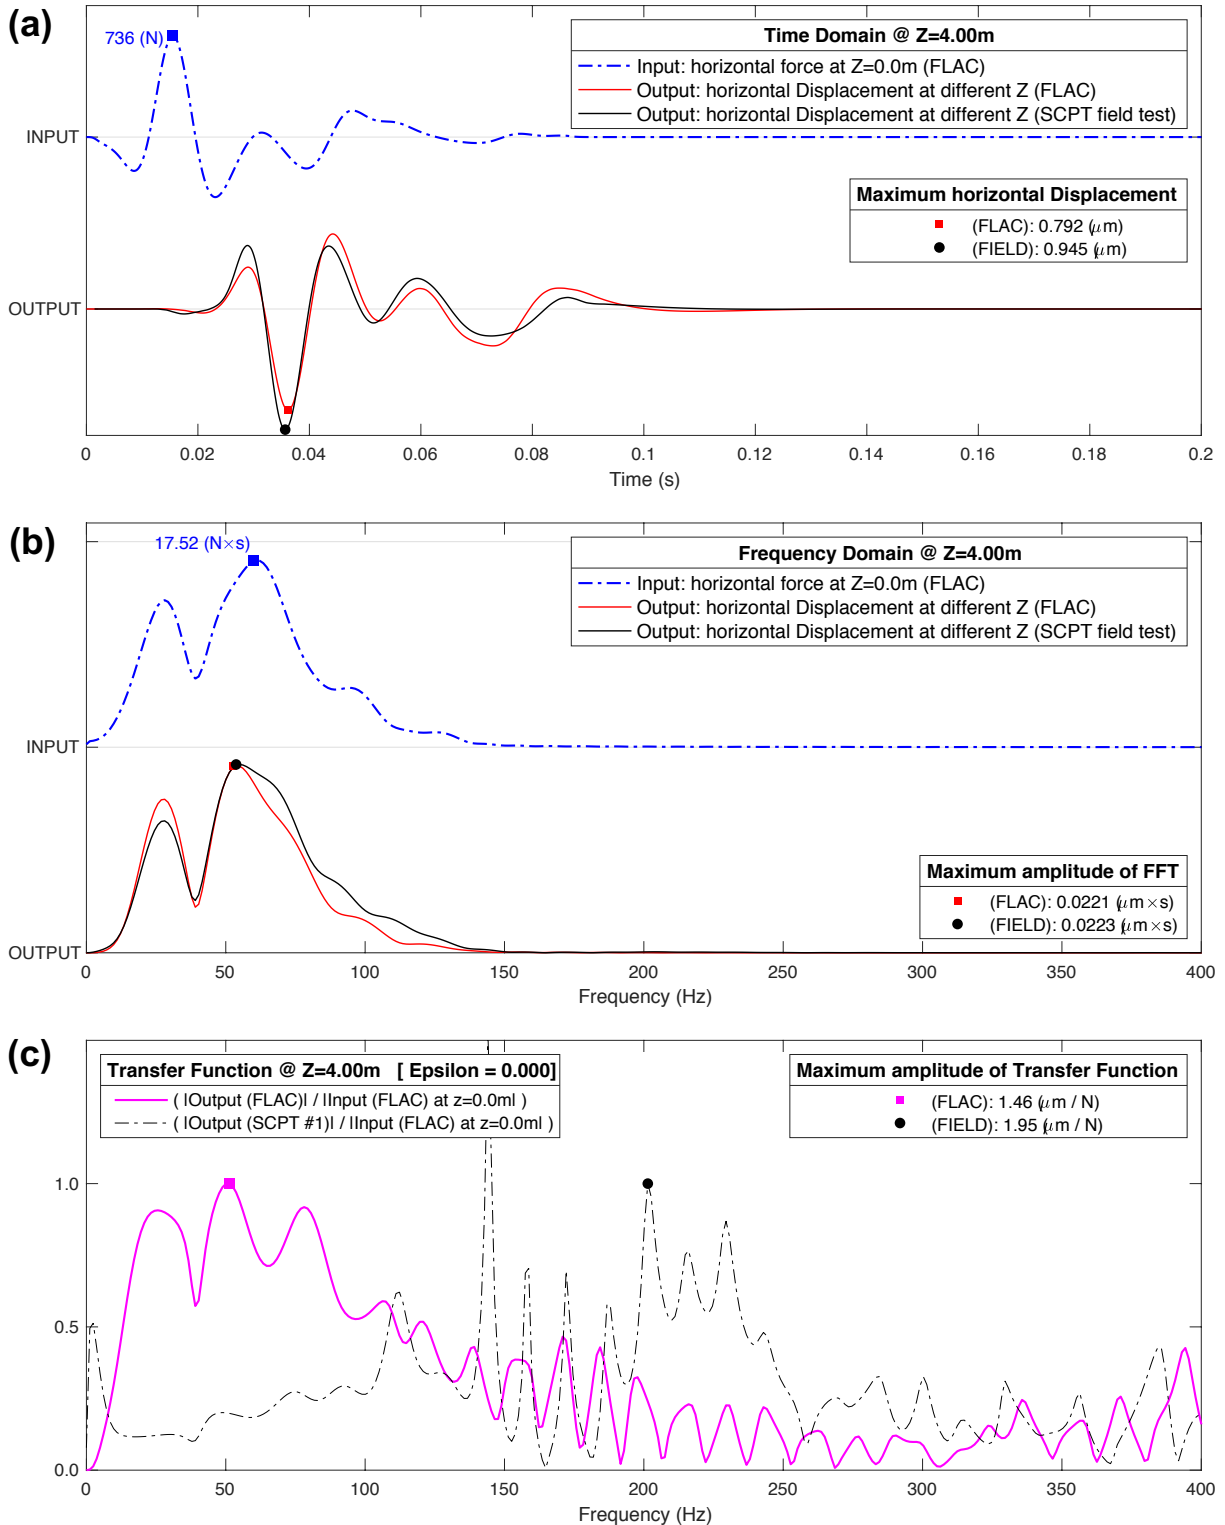 (a)
736 (N)
Time Domain @ Z=4.00m
Input: horizontal force at Z=0.0m (FLAC)
Output: horizontal Displacement at different Z (FLAC)
Output: horizontal Displacement at different Z (SCPT field test)
INPUT
Maximum horizontal Displacement
(FLAC): 0.792 (μm)
(FIELD): 0.945 (μm)
OUTPUT
0 0.02 0.04 0.06 0.08 0.1 0.12 0.14 0.16 0.18 0.2
Time (s)
(b)
17.52 (N×s)
Frequency Domain @ Z=4.00m
Input: horizontal force at Z=0.0m (FLAC)
Output: horizontal Displacement at different Z (FLAC)
Output: horizontal Displacement at different Z (SCPT field test)
INPUT
Maximum amplitude of FFT
(FLAC): 0.0221 (μm×s)
(FIELD): 0.0223 (μm×s)
OUTPUT
0 50 100 150 200 250 300 350 400
Frequency (Hz)
(c)
Transfer Function @ Z=4.00m [ Epsilon = 0.000]
( |Output (FLAC)| / |Input (FLAC) at z=0.0m| )
( |Output (SCPT #1)| / |Input (FLAC) at z=0.0m| )
Maximum amplitude of Transfer Function
(FLAC): 1.46 (μm / N)
(FIELD): 1.95 (μm / N)
1.0
0.5
0.0
0 50 100 150 200 250 300 350 400
Frequency (Hz)